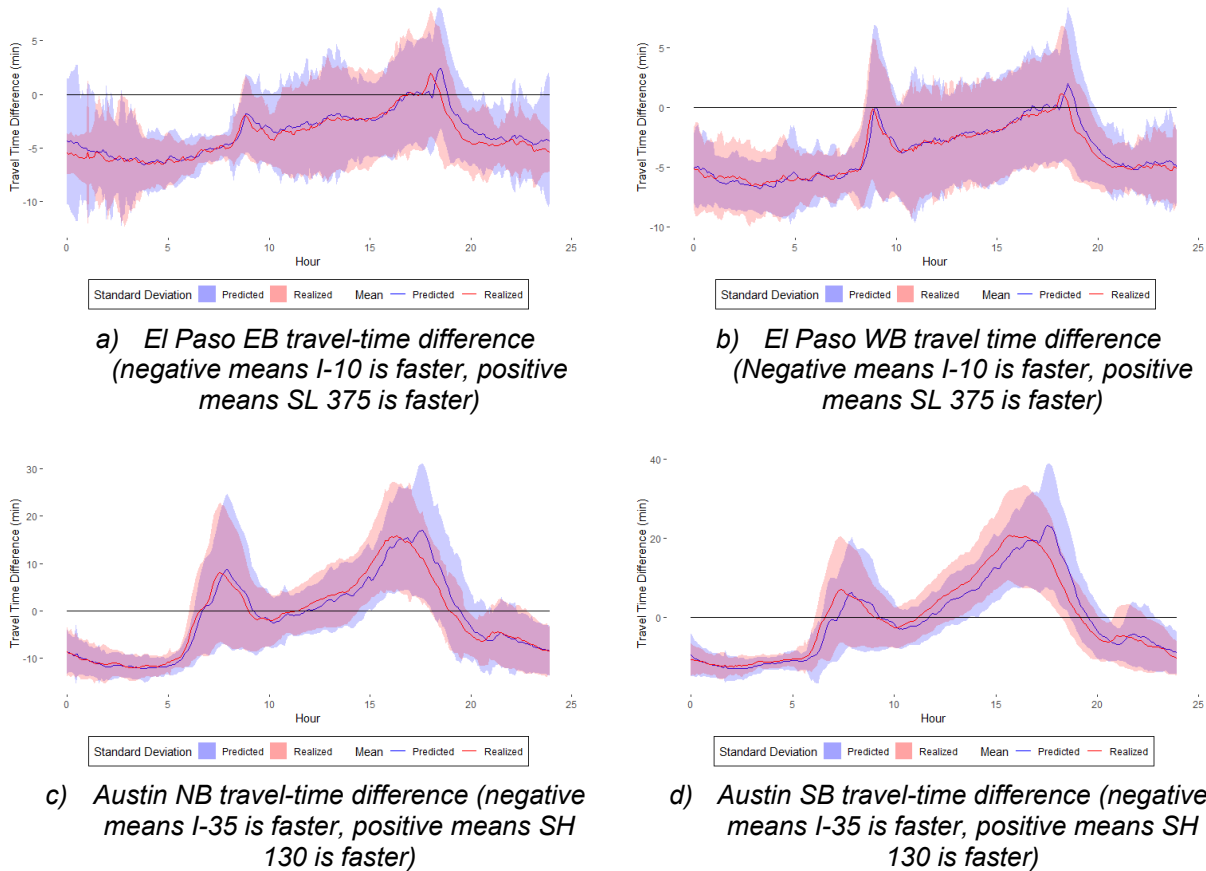 5
0
-5
-10
Travel Time Difference (min)
0 5 10 15 20 25
Hour
Standard Deviation Predicted Realized Mean Predicted Realized
a) El Paso EB travel-time difference
(negative means I-10 is faster, positive
means SL 375 is faster)
5
0
-5
-10
Travel Time Difference (min)
0 5 10 15 20 25
Hour
Standard Deviation Predicted Realized Mean Predicted Realized
b) El Paso WB travel time difference
(Negative means I-10 is faster, positive
means SL 375 is faster)
30
20
10
0
-10
Travel Time Difference (min)
0 5 10 15 20 25
Hour
Standard Deviation Predicted Realized Mean Predicted Realized
c) Austin NB travel-time difference (negative
means I-35 is faster, positive means SH
130 is faster)
40
20
0
Travel Time Difference (min)
0 5 10 15 20 25
Hour
Standard Deviation Predicted Realized Mean Predicted Realized
d) Austin SB travel-time difference (negative
means I-35 is faster, positive means SH
130 is faster)